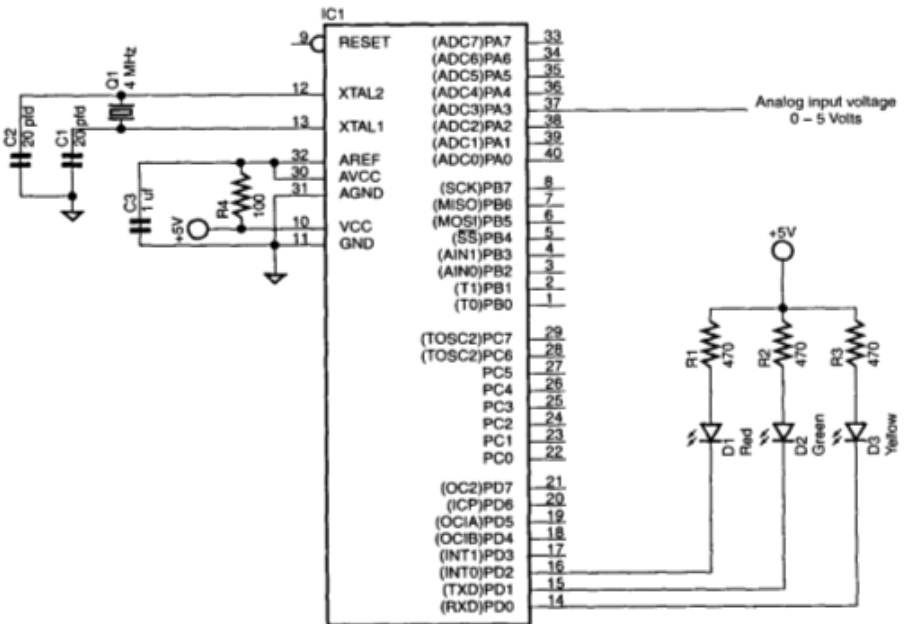 IC1
9
RESET
Q1
4 MHz
12
XTAL2
13
XTAL1
C2
20 pfd
C1
20 pfd
32
AREF
30
AVCC
31
AGND
C3
1 uf
R4
100
+5V
10
VCC
11
GND
(ADC7)PA7 33
(ADC6)PA6 34
(ADC5)PA5 35
(ADC4)PA4 36
(ADC3)PA3 37
(ADC2)PA2 38
(ADC1)PA1 39
(ADC0)PA0 40
Analog input voltage
0 – 5 Volts
(SCK)PB7 8
(MISO)PB6 7
(MOSI)PB5 6
(SS)PB4 5
(AIN1)PB3 4
(AIN0)PB2 3
(T1)PB1 2
(T0)PB0 1
(TOSC2)PC7 29
(TOSC2)PC6 28
PC5 27
PC4 26
PC3 25
PC2 24
PC1 23
PC0 22
(OC2)PD7 21
(ICP)PD6 20
(OCIA)PD5 19
(OCIB)PD4 18
(INT1)PD3 17
(INT0)PD2 16
(TXD)PD1 15
(RXD)PD0 14
+5V
R1
470
R2
470
R3
470
D1
Red
D2
Green
D3
Yellow